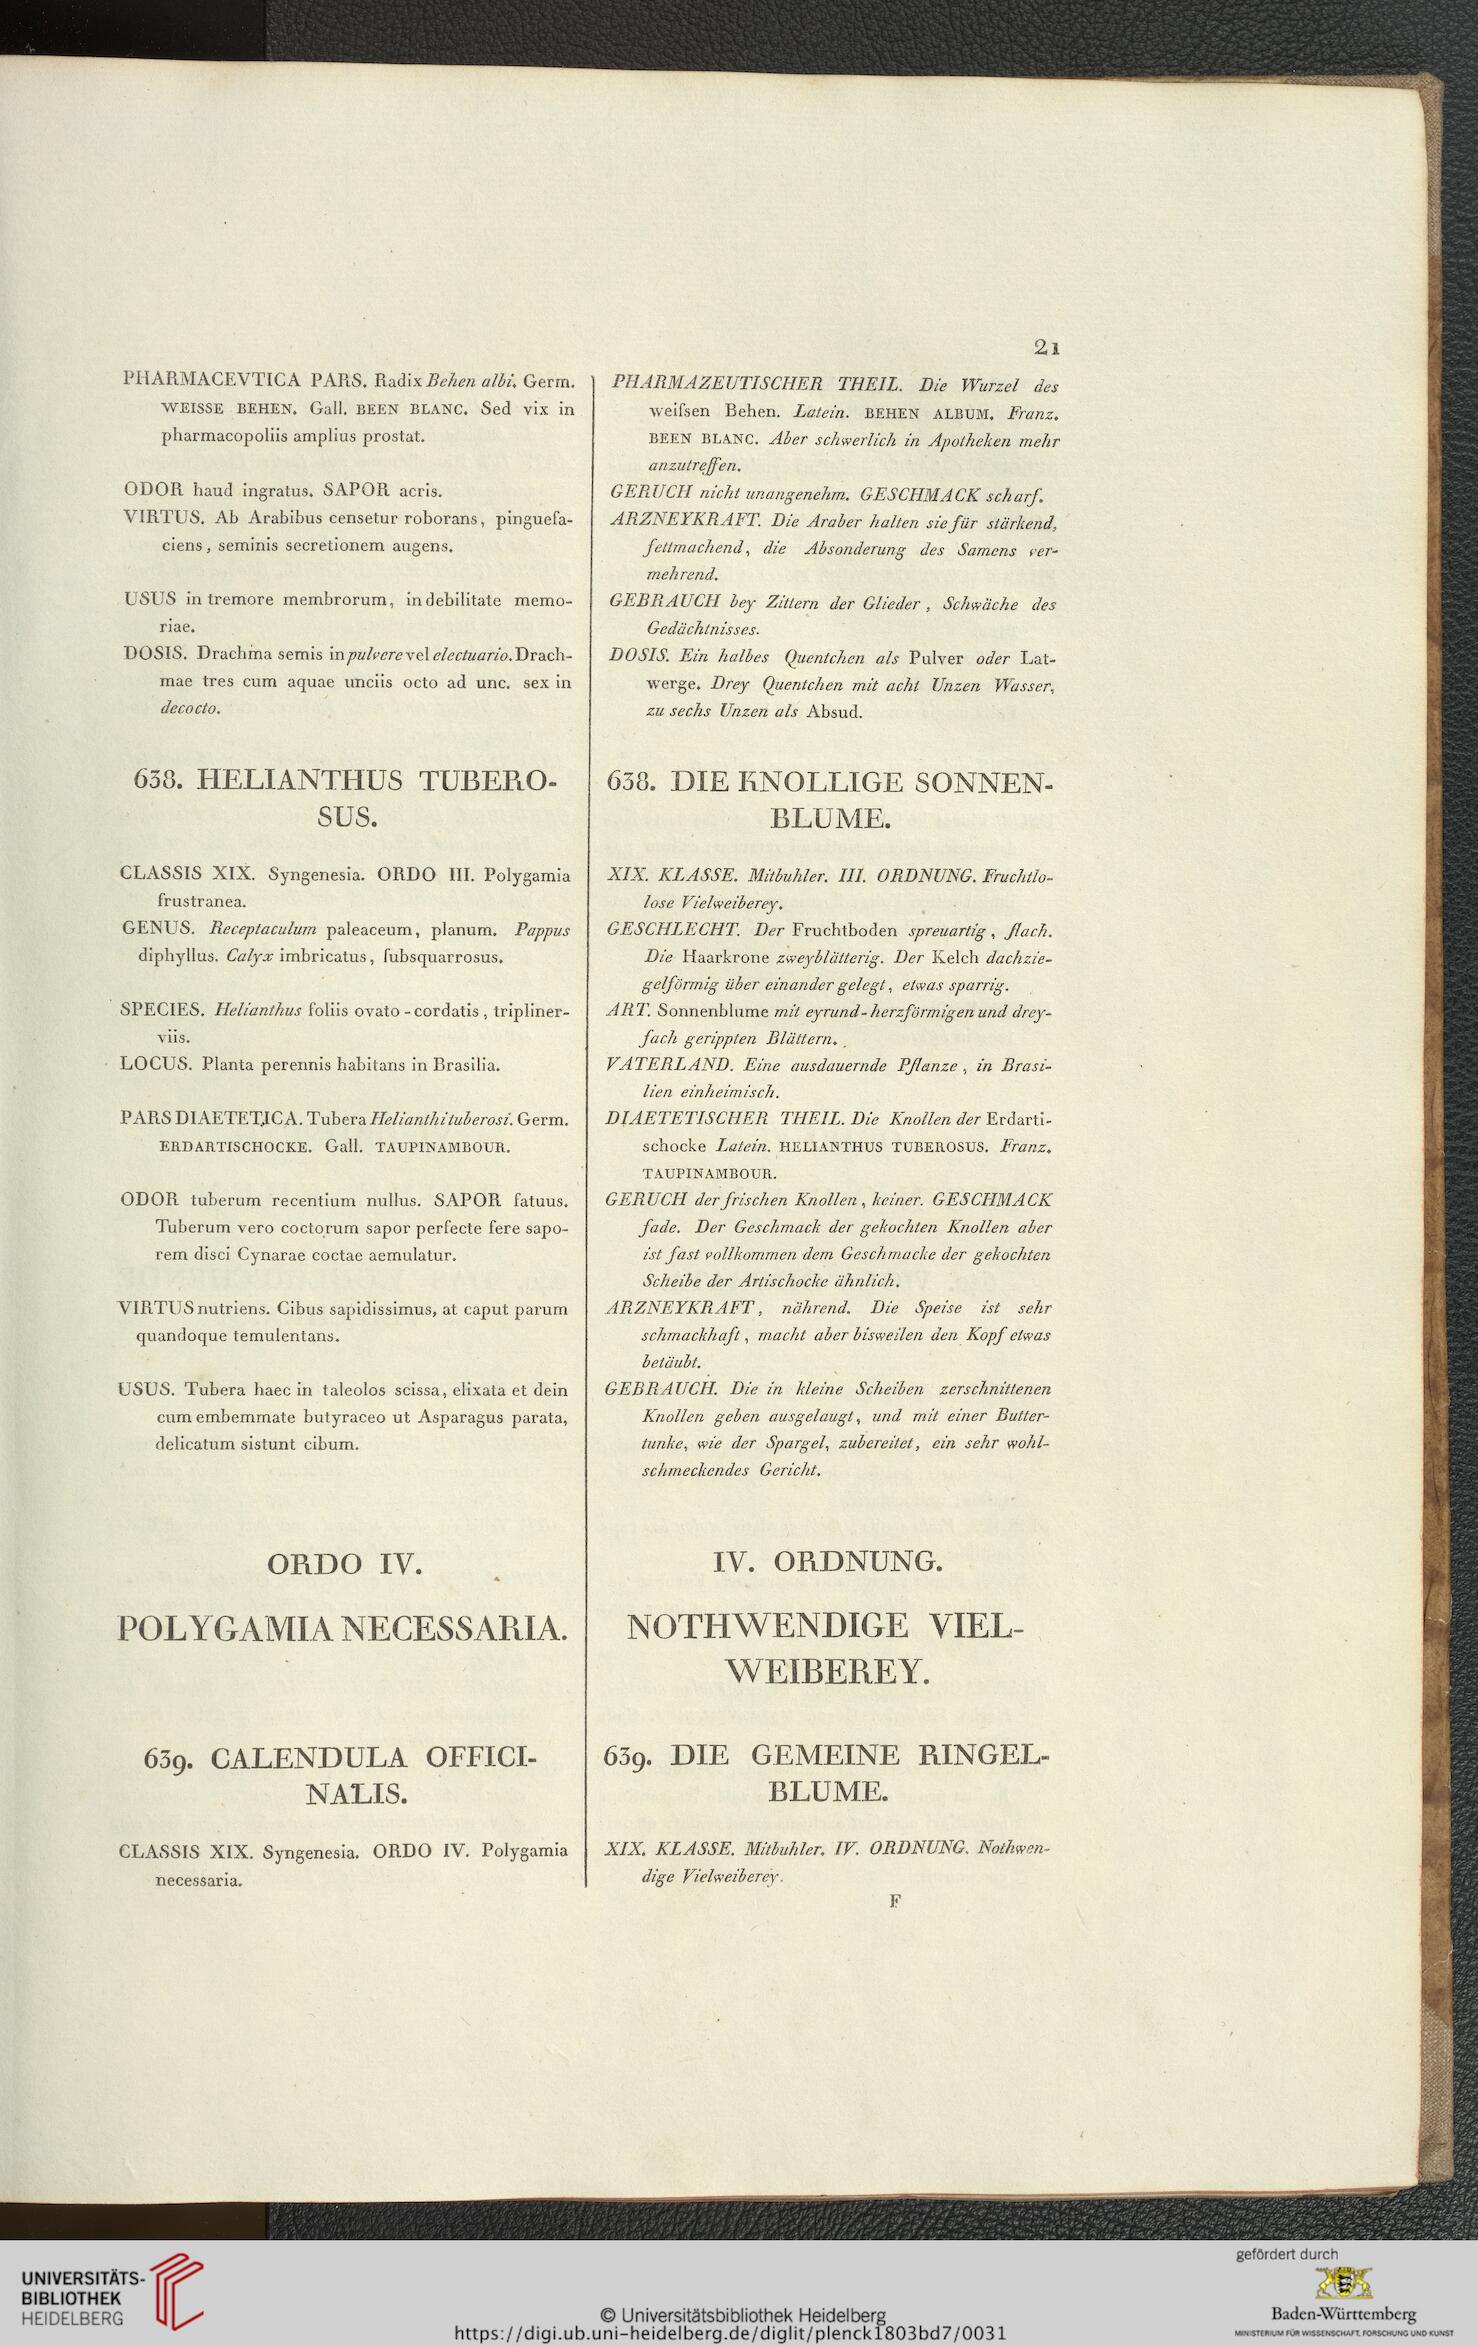 21
PHARMACEVTICA PARS. Radix Behen albi. Germ.
WEISSE BEHEN. Gall. BEEN BLANC. Sed vix in
pharmacopoliis amplius prostat.
ODOR haud ingratus. SAPOR acris.
VIRTUS. Ab Arabibus censetur roborans, pinguefa-
ciens, seminis secretionem augens.
USUS in tremore membrorum, in debilitate memo-
riae.
DOSIS. Drachma semis in pulvere vel electuario. Drach-
mae tres cum aquae unciis octo ad unc. sex in
decocto.
638. HELIANTHUS TUBERO-
SUS.
CLASSIS XIX. Syngenesia. ORDO III. Polygamia
frustranea.
GENUS. Receptaculum paleaceum, planum. Pappus
diphyllus. Calyx imbricatus, fubsquarrosus.
SPECIES. Helianthus foliis ovato-cordatis, tripliner-
viis.
LOCUS. Planta perennis habitans in Brasilia.
PARS DIAETETICA. Tubera Helianthi tuberosi. Germ.
ERDARTISCHOCKE. Gall. TAUPINAMBOUR.
ODOR tuberum recentium nullus. SAPOR fatuus.
Tuberum vero coctorum sapor perfecte fere sapo-
rem disci Cynarae coctae aemulatur.
VIRTUS nutriens. Cibus sapidissimus, at caput parum
quandoque temulentans.
USUS. Tubera haec in taleolos scissa, elixata et dein
cum embemmate butyraceo ut Asparagus parata,
delicatum sistunt cibum.
ORDO IV.
POLYGAMIA NECESSARIA.
639. CALENDULA OFFICI-
NALIS.
CLASSIS XIX. Syngenesia. ORDO IV. Polygamia
necessaria.
PHARMAZEUTISCHER THEIL. Die Wurzel des
weiſsen Behen. Latein. BEHEN ALBUM. Franz.
BEEN BLANC. Aber schwerlich in Apotheken mehr
anzutreffen.
GERUCH nicht unangenehm. GESCHMACK scharf.
ARZNEYKRAFT. Die Araber halten sie für stärkend,
fettmachend, die Absonderung des Samens ver-
mehrend.
GEBRAUCH bey Zittern der Glieder, Schwäche des
Gedächtnisses.
DOSIS. Ein halbes Quentchen als Pulver oder Lat-
werge. Drey Quentchen mit acht Unzen Wasser,
zu sechs Unzen als Absud.
638. DIE KNOLLIGE SONNEN-
BLUME.
XIX. KLASSE. Mitbuhler. III. ORDNUNG. Fruchtlo-
lose Vielweiberey.
GESCHLECHT. Der Fruchtboden spreuartig, flach.
Die Haarkrone zweyblätterig. Der Kelch dachzie-
gelförmig über einander gelegt, etwas sparrig.
ART. Sonnenblume mit eyrund-herzförmigen und drey-
fach gerippten Blättern.
VATERLAND. Eine ausdauernde Pflanze, in Brasi-
lien einheimisch.
DIAETETISCHER THEIL. Die Knollen der Erdarti-
schocke Latein. HELIANTHUS TUBEROSUS. Franz.
TAUPINAMBOUR.
GERUCH der frischen Knollen, keiner. GESCHMACK
fade. Der Geschmack der gekochten Knollen aber
ist fast vollkommen dem Geschmacke der gekochten
Scheibe der Artischocke ähnlich.
ARZNEYKRAFT, nährend. Die Speise ist sehr
schmackhaft, macht aber bisweilen den Kopf etwas
betäubt.
GEBRAUCH. Die in kleine Scheiben zerschnittenen
Knollen geben ausgelaugt, und mit einer Butter-
tunke, wie der Spargel, zubereitet, ein sehr wohl-
schmeckendes Gericht.
IV. ORDNUNG.
NOTHWENDIGE VIEL-
WEIBEREY.
639. DIE GEMEINE RINGEL-
BLUME.
XIX. KLASSE. Mitbuhler. IV. ORDNUNG. Nothwen-
dige Vielweiberey.
F
UNIVERSITÄTS-
BIBLIOTHEK
HEIDELBERG
© Universitätsbibliothek Heidelberg
https://digi.ub.uni-heidelberg.de/diglit/plenck1803bd7/0031
gefördert durch
Baden-Württemberg
MINISTERIUM FÜR WISSENSCHAFT, FORSCHUNG UND KUNST